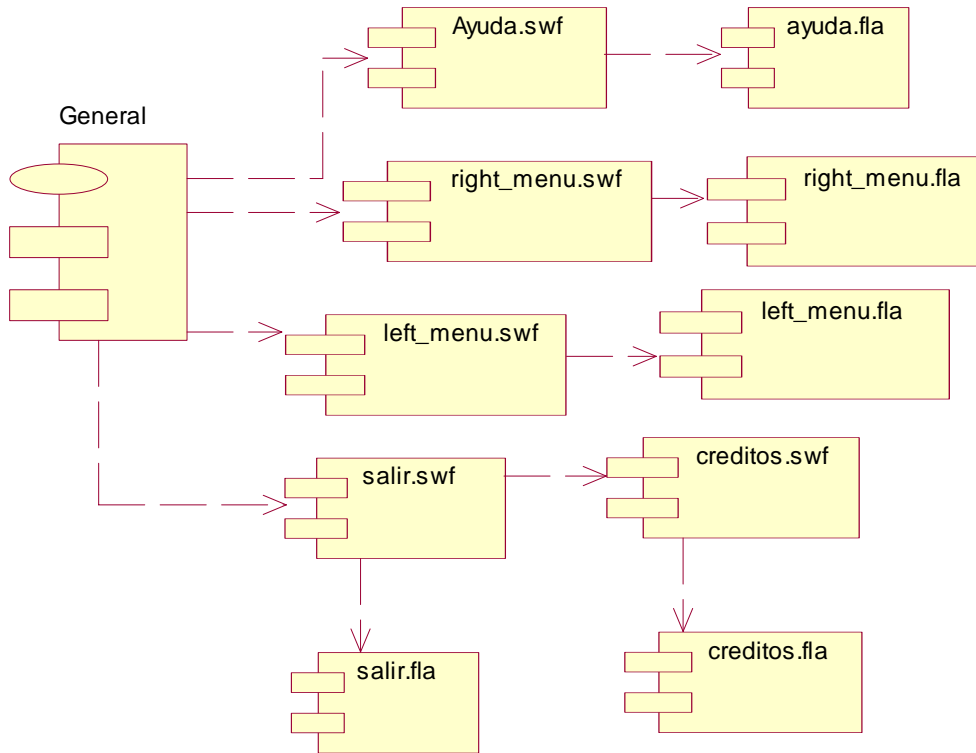 Ayuda.swf
ayuda.fla
General
right_menu.swf
right_menu.fla
left_menu.swf
left_menu.fla
salir.swf
creditos.swf
salir.fla
creditos.fla